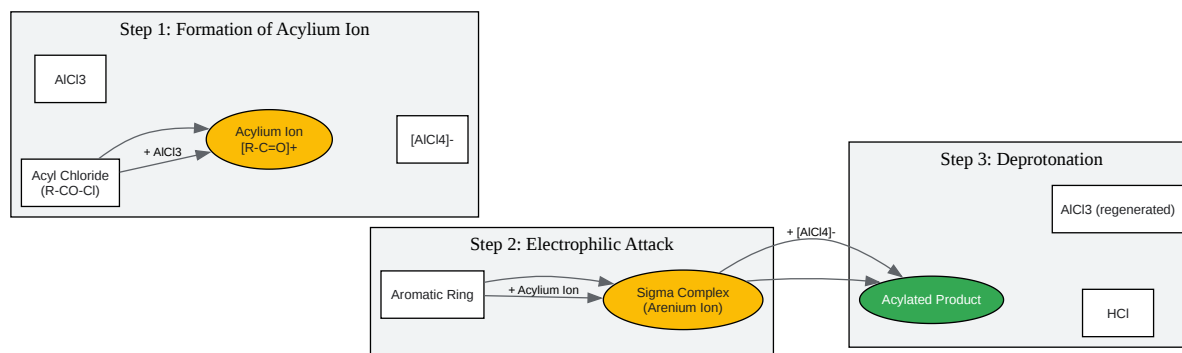 Step 1: Formation of Acylium Ion
AlCl3
Acylium Ion
[R-C=O]+
[AlCl4]-
+ AlCl3
Acyl Chloride
(R-CO-Cl)
Step 2: Electrophilic Attack
Aromatic Ring
+ Acylium Ion
Sigma Complex
(Arenium Ion)
+ [AlCl4]-
Step 3: Deprotonation
AlCl3 (regenerated)
Acylated Product
HCl